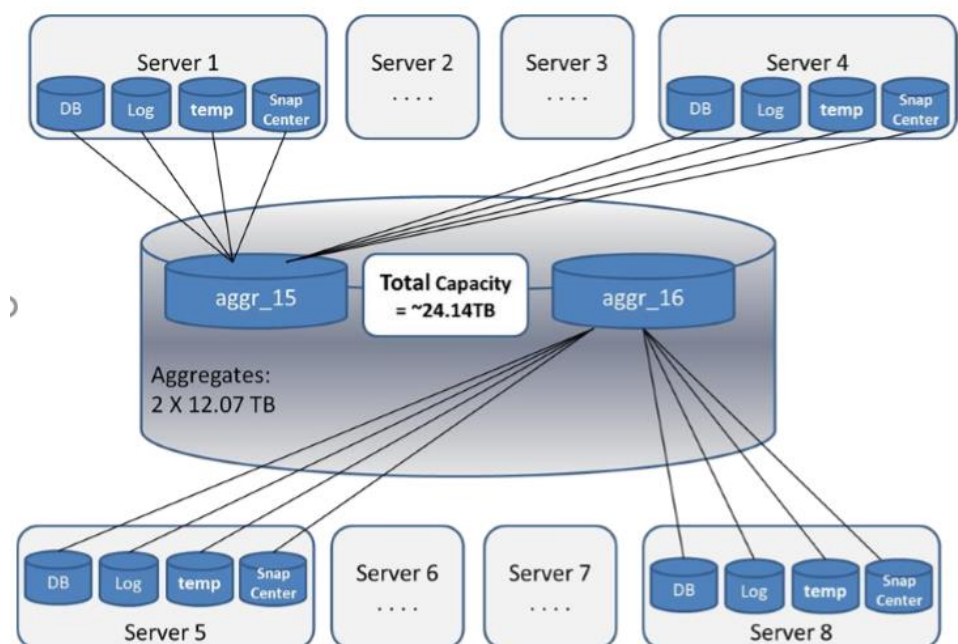 Server 1
DB
Log
temp
Snap
Center
Server 2
....
Server 3
....
Server 4
DB
Log
temp
Snap
Center
aggr_15
Total Capacity
= ~24.14TB
aggr_16
Aggregates:
2 X 12.07 TB
DB
Log
temp
Snap
Center
Server 5
Server 6
....
Server 7
....
DB
Log
temp
Snap
Center
Server 8